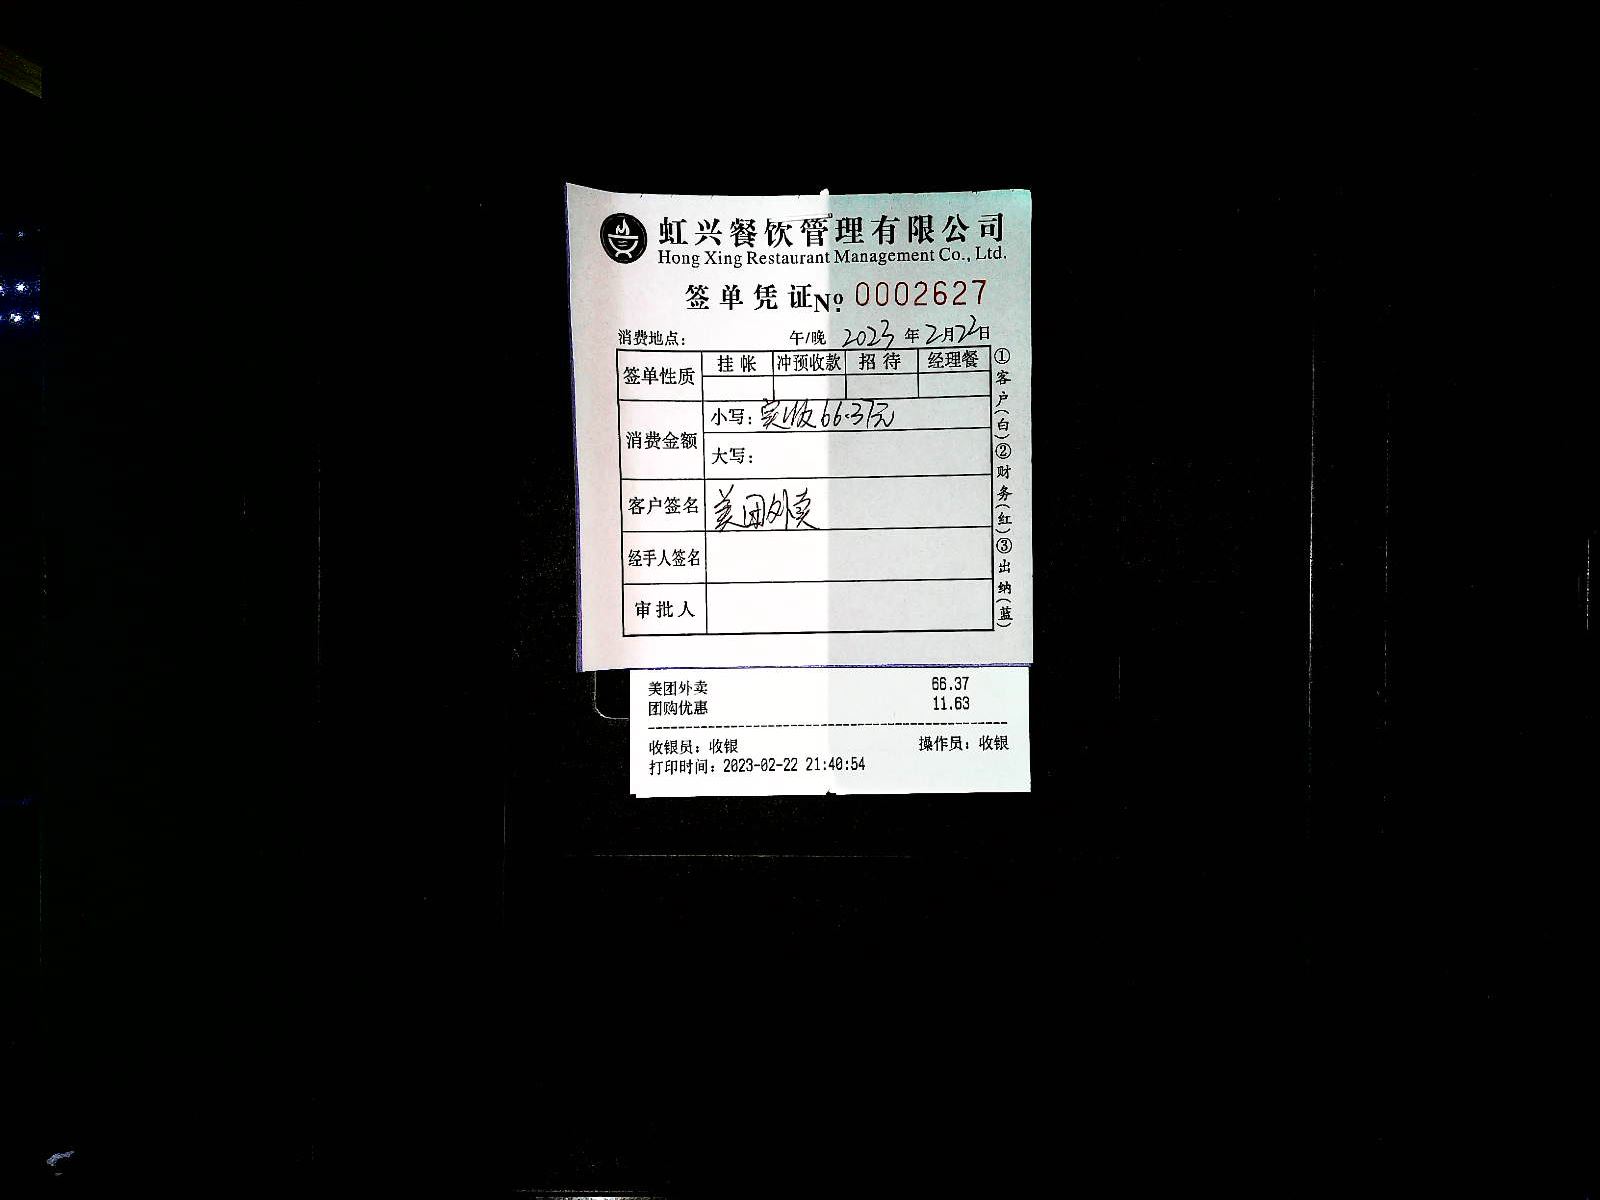 虹兴餐饮管理有限公司
Hong Xing Restaurant Management Co., Ltd.
签单凭证 №: 0002627
消费地点： 午/晚 2023年2月22日
签单性质 挂帐 冲预收款 招待 经理餐
消费金额 小写：实收66.37元
大写：
客户签名 美团外卖
经手人签名
审批人
①客户(白)②财务(红)③出纳(蓝)
美团外卖 66.37
团购优惠 11.63
收银员：收银 操作员：收银
打印时间：2023-02-22 21:40:54